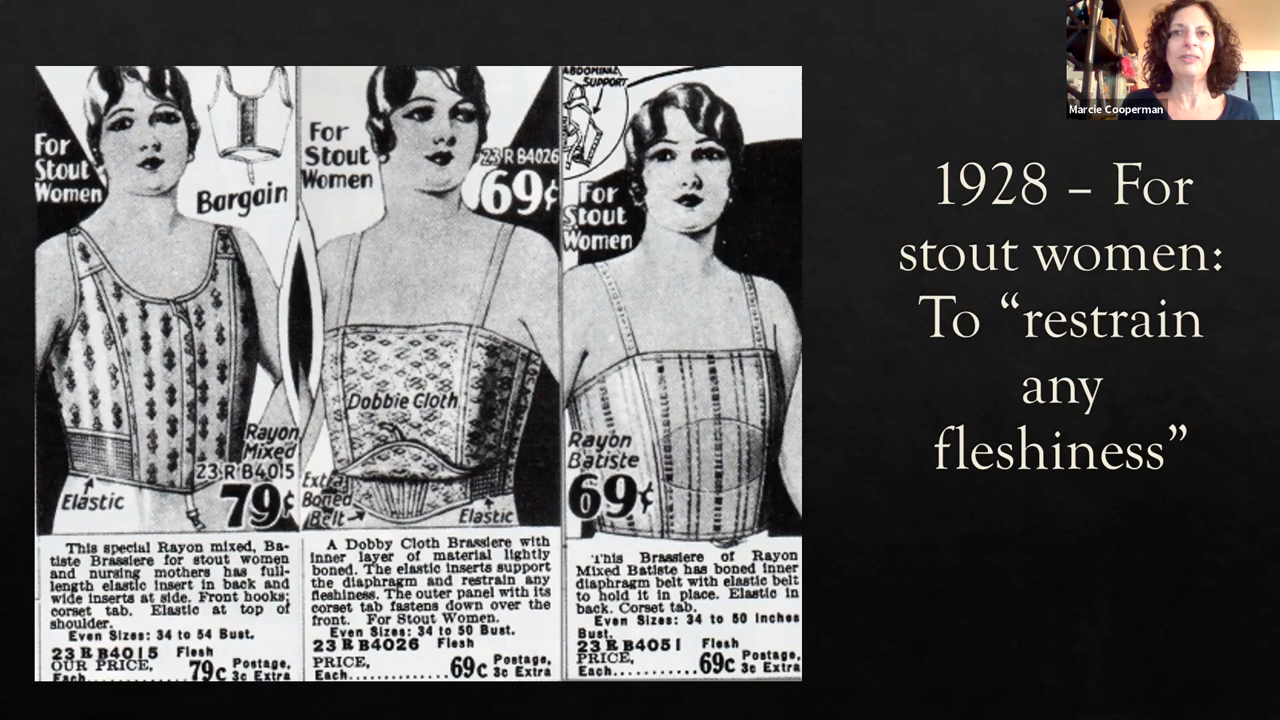 Marcie Cooperman
1928 – For
stout women:
To “restrain
any
fleshiness”
For
Stout
Women
Bargain
Rayon
Mixed
23 R B4015
79¢
Elastic
This special Rayon mixed, Ba-
tiste Brassiere for stout women
and nursing mothers has full-
length elastic insert in back and
wide inserts at side. Front hooks;
corset tab. Elastic at top of
shoulder.
Even Sizes: 34 to 54 Bust.
23 R B4015 Flesh
OUR PRICE,
Each........ 79c Postage, 3c Extra
For
Stout
Women
23 R B4026
69¢
Dobbie Cloth
Extra
Boned
Belt
Elastic
A Dobby Cloth Brassiere with
inner layer of material lightly
boned. The elastic inserts support
the diaphragm and restrain any
fleshiness. The outer panel with its
corset tab fastens down over the
front. For Stout Women.
Even Sizes: 34 to 50 Bust.
23 R B4026 Flesh
PRICE,
Each............... 69c Postage, 3c Extra
ABDOMINAL
SUPPORT
For
Stout
Women
Rayon
Batiste
69¢
This Brassiere of Rayon
Mixed Batiste has boned inner
diaphragm belt with elastic belt
to hold it in place. Elastic in
back. Corset tab.
Even Sizes: 34 to 50 Inches
Bust.
23 R B4051 Flesh
PRICE,
Each............ 69c Postage, 3c Extra